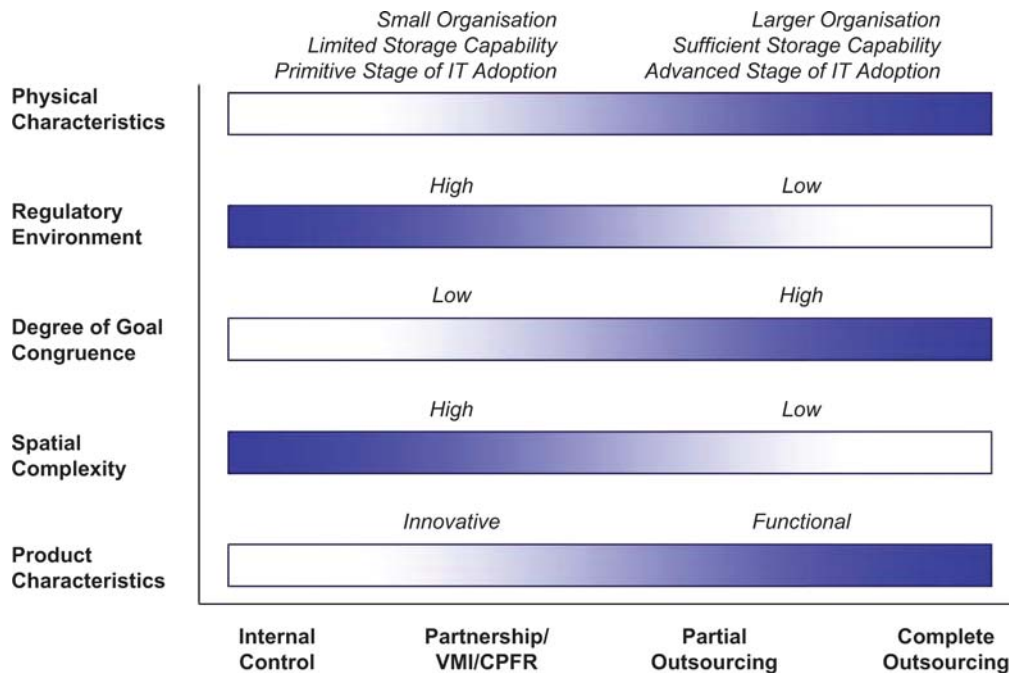 Small Organisation
Limited Storage Capability
Primitive Stage of IT Adoption
Larger Organisation
Sufficient Storage Capability
Advanced Stage of IT Adoption
Physical
Characteristics
High
Low
Regulatory
Environment
Low
High
Degree of Goal
Congruence
High
Low
Spatial
Complexity
Innovative
Functional
Product
Characteristics
Internal
Control
Partnership/
VMI/CPFR
Partial
Outsourcing
Complete
Outsourcing